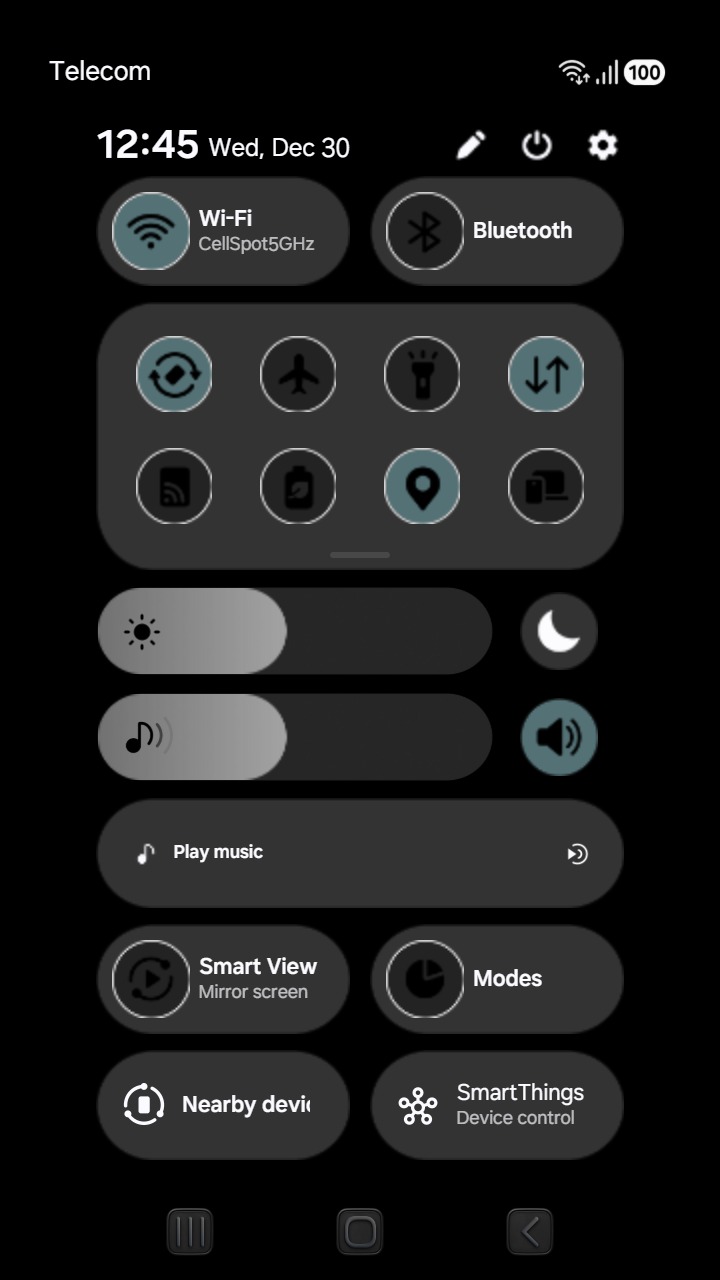 Telecom
100
12:45 Wed, Dec 30
Wi-Fi
CellSpot5GHz
Bluetooth
Play music
Smart View
Mirror screen
Modes
Nearby devi
SmartThings
Device control